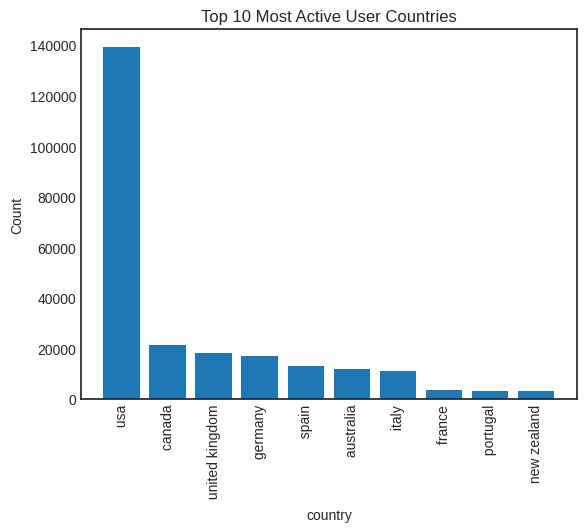 Top 10 Most Active User Countries
140000
120000
100000
80000
60000
40000
20000
0
Count
usa
canada
united kingdom
germany
spain
australia
italy
france
portugal
new zealand
country